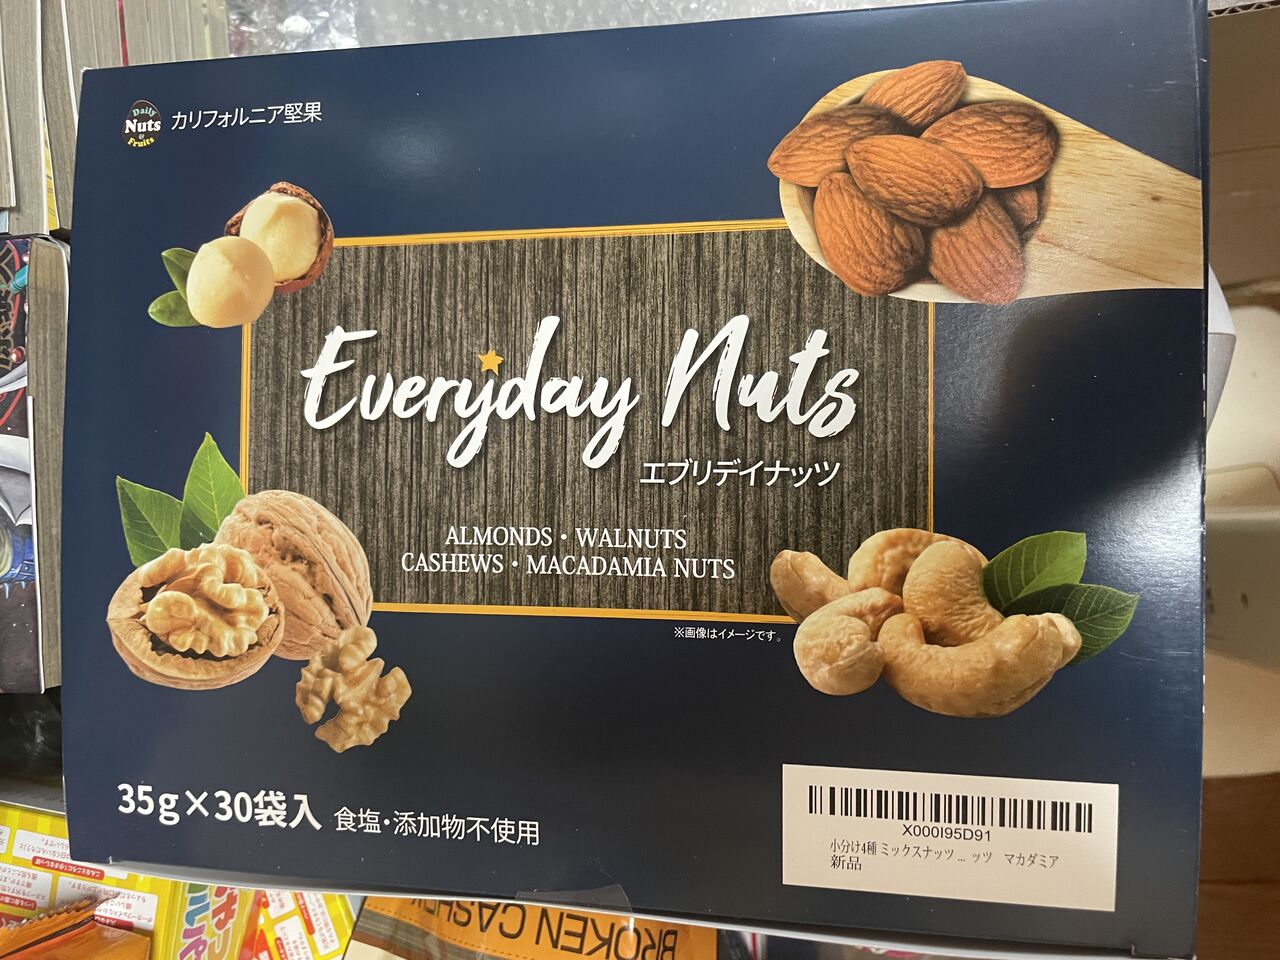 Daily
Nuts
&
Fruits
カリフォルニア堅果
Everyday Nuts
エブリデイナッツ
ALMONDS・WALNUTS
CASHEWS・MACADAMIA NUTS
※画像はイメージです。
35g×30袋入 食塩・添加物不使用
X000I95D91
小分け4種 ミックスナッツ ... ッツ マカダミア
新品
BROKEN CASH